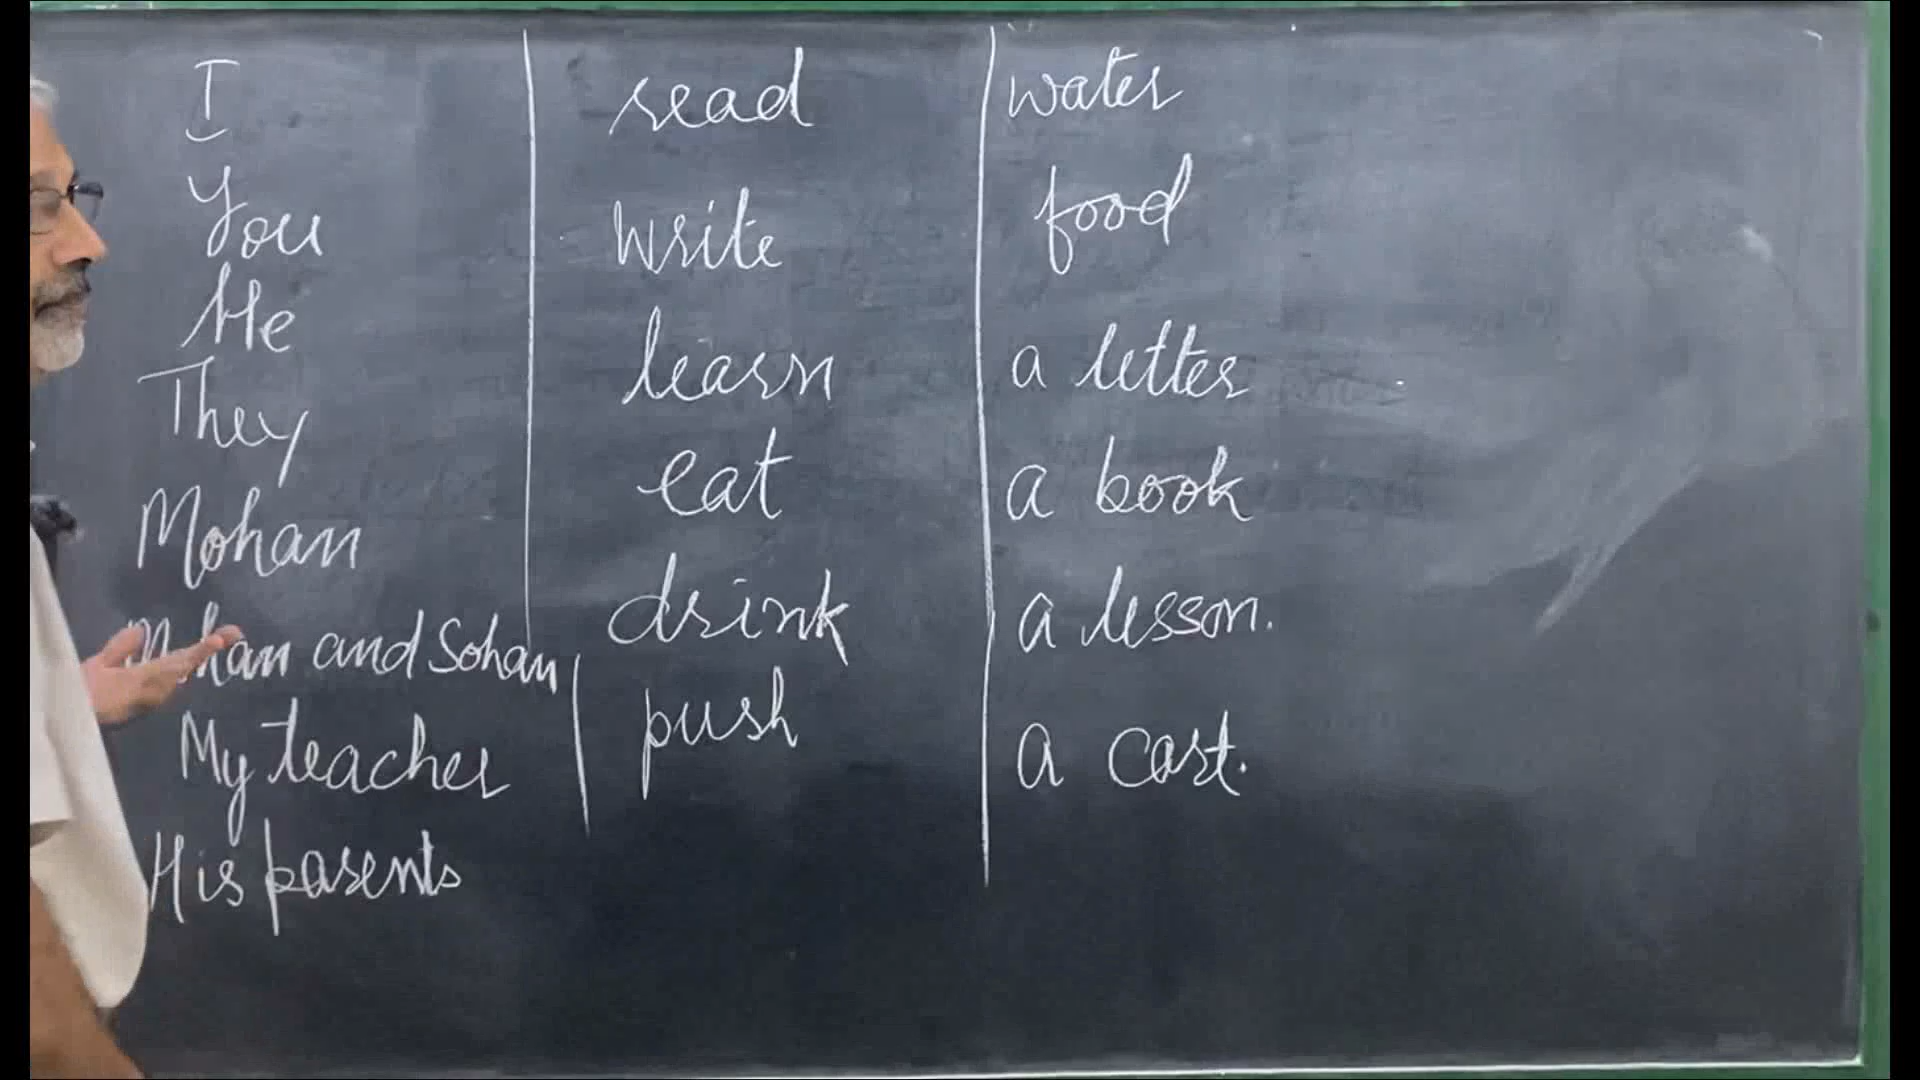 I read water
You write food
He learn a letter
They eat a book
Mohan drink a lesson.
Mohan and Sohan push a cart.
My teacher
His parents